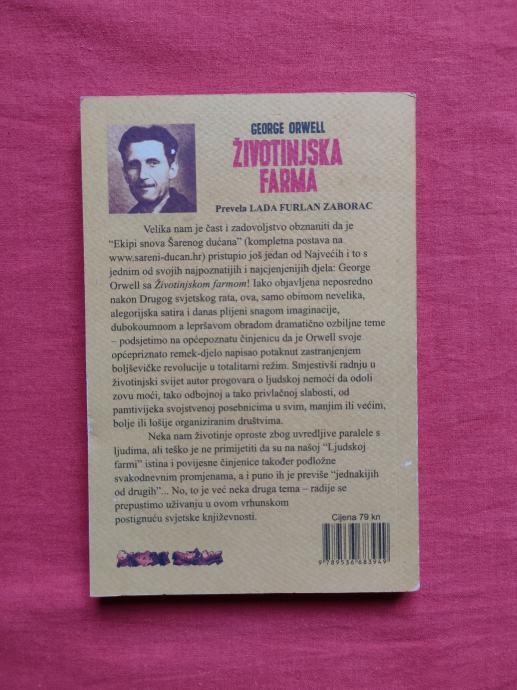 GEORGE ORWELL
ŽIVOTINJSKA
FARMA
Prevela LADA FURLAN ZABORAC
Velika nam je čast i zadovoljstvo obznaniti da je
“Ekipi snova Šarenog dućana” (kompletna postava na
www.sareni-ducan.hr) pristupio još jedan od Najvećih i to s
jednim od svojih najpoznatijih i najcjenjenijih djela: George
Orwell sa Životinjskom farmom! Iako objavljena neposredno
nakon Drugog svjetskog rata, ova, samo obimom nevelika,
alegorijska satira i danas plijeni snagom imaginacije,
dubokoumnom a lepršavom obradom dramatično ozbiljne teme
– podsjetimo na općepoznatu činjenicu da je Orwell svoje
općepriznato remek-djelo napisao potaknut zastranjenjem
boljševičke revolucije u totalitarni režim. Smjestivši radnju u
životinjski svijet autor progovara o ljudskoj nemoći da odoli
zovu moći, tako odbojnoj a tako privlačnoj slabosti, od
pamtivijeka svojstvenoj posebnicima u svim, manjim ili većim,
bolje ili lošije organiziranim društvima.
Neka nam životinje oproste zbog uvredljive paralele s
ljudima, ali teško je ne primijetiti da su na našoj “Ljudskoj
farmi” istina i povijesne činjenice također podložne
svakodnevnim promjenama, a i puno ih je previše “jednakijih
od drugih”... No, to je već neka druga tema – radije se
prepustimo uživanju u ovom vrhunskom
postignuću svjetske književnosti.
Cijena 79 kn
9 789536 683949